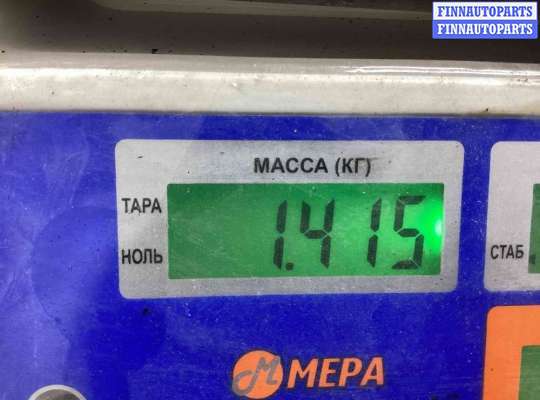 FINNAUTOPARTS
FINNAUTOPARTS
МАССА (КГ)
ТАРА
1.415
НОЛЬ
СТАБ
МЕРА